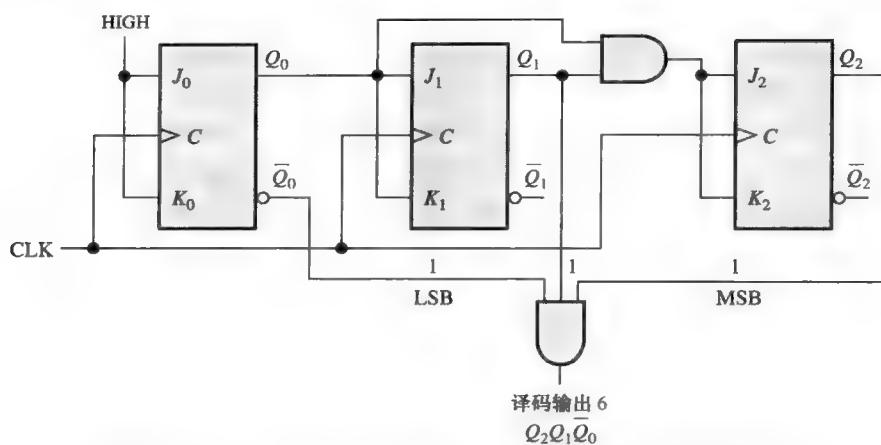 HIGH
Q₀
Q₁
Q₂
J₀
J₁
J₂
C
C
C
Q̅₀
Q̅₁
Q̅₂
K₀
K₁
K₂
CLK
1
1
1
LSB
MSB
译码输出 6
Q₂Q₁Q̅₀